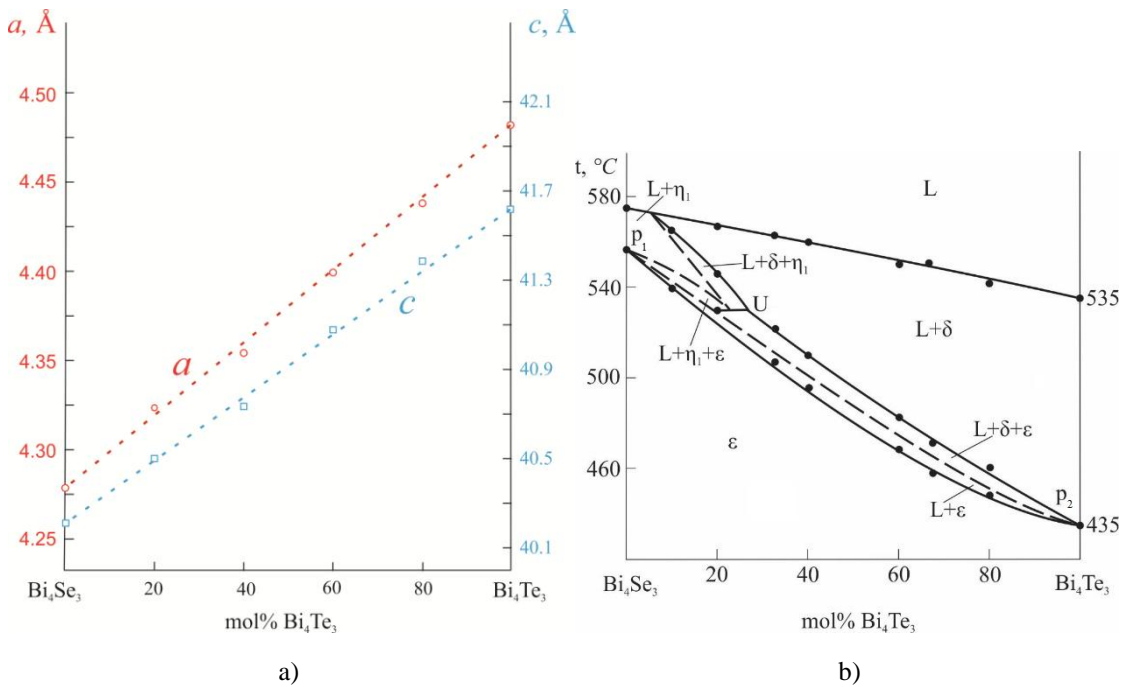 a, Å
c, Å
4.50
4.45
4.40
4.35
4.30
4.25
42.1
41.7
41.3
40.9
40.5
40.1
a
c
Bi₄Se₃
20
40
60
80
Bi₄Te₃
mol% Bi₄Te₃
a)
t, °C
580
540
500
460
L
L+η₁
p₁
L+δ+η₁
U
L+δ
L+η₁+ε
ε
L+δ+ε
L+ε
p₂
535
435
Bi₄Se₃
20
40
60
80
Bi₄Te₃
mol% Bi₄Te₃
b)